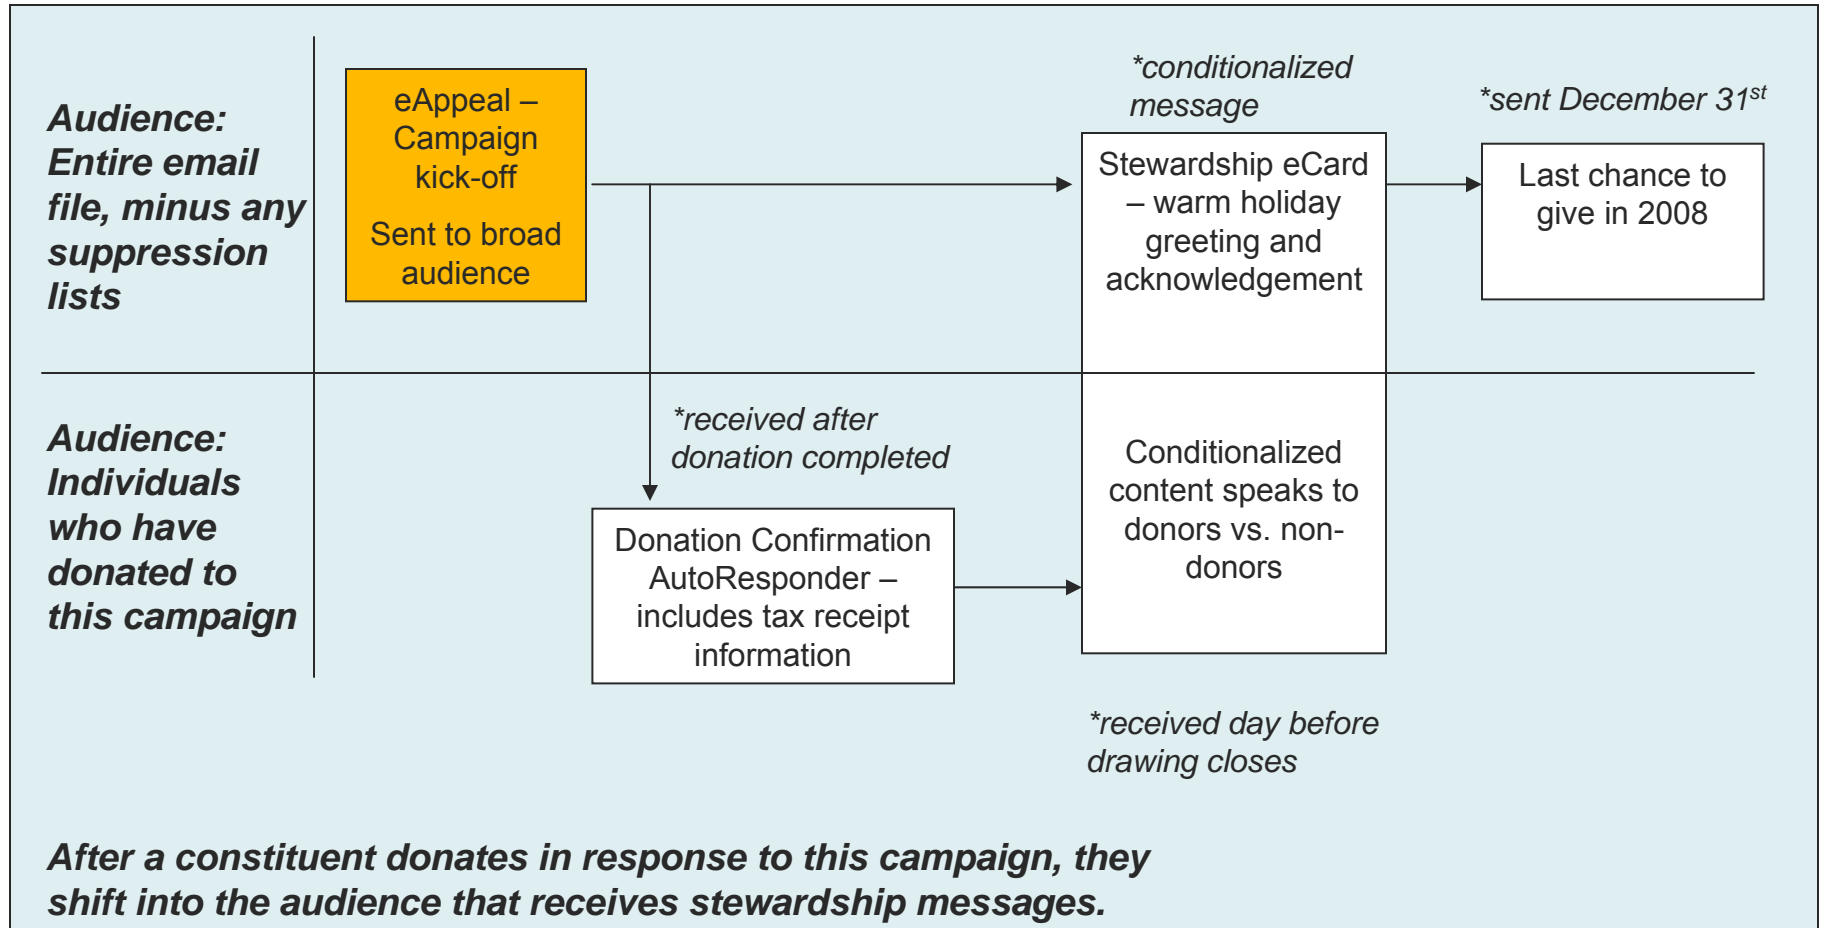 Audience:
Entire email
file, minus any
suppression
lists
eAppeal –
Campaign
kick-off
Sent to broad
audience
*conditionalized
message
Stewardship eCard
– warm holiday
greeting and
acknowledgement
*sent December 31st
Last chance to
give in 2008
Audience:
Individuals
who have
donated to
this campaign
*received after
donation completed
Donation Confirmation
AutoResponder –
includes tax receipt
information
Conditionalized
content speaks to
donors vs. non-
donors
*received day before
drawing closes
After a constituent donates in response to this campaign, they
shift into the audience that receives stewardship messages.